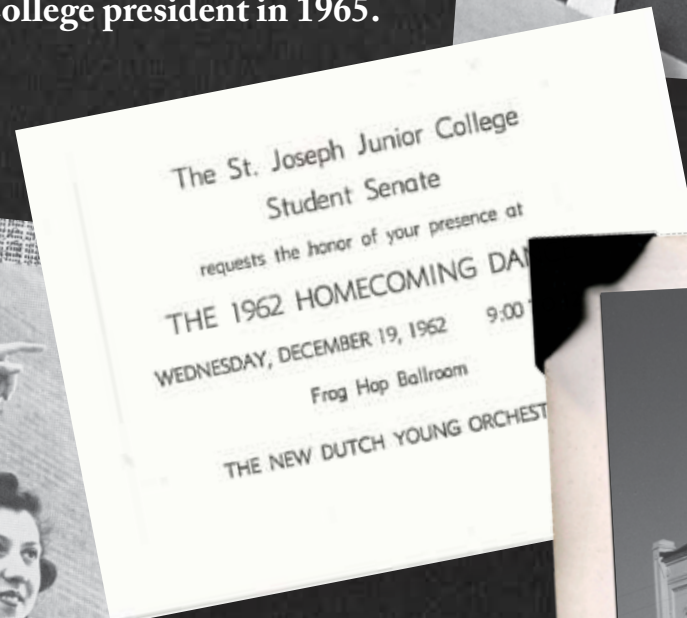 ollege president in 1965.
The St. Joseph Junior College
Student Senate
requests the honor of your presence at
THE 1962 HOMECOMING DAN
WEDNESDAY, DECEMBER 19, 1962 9:00
Frog Hop Ballroom
THE NEW DUTCH YOUNG ORCHEST